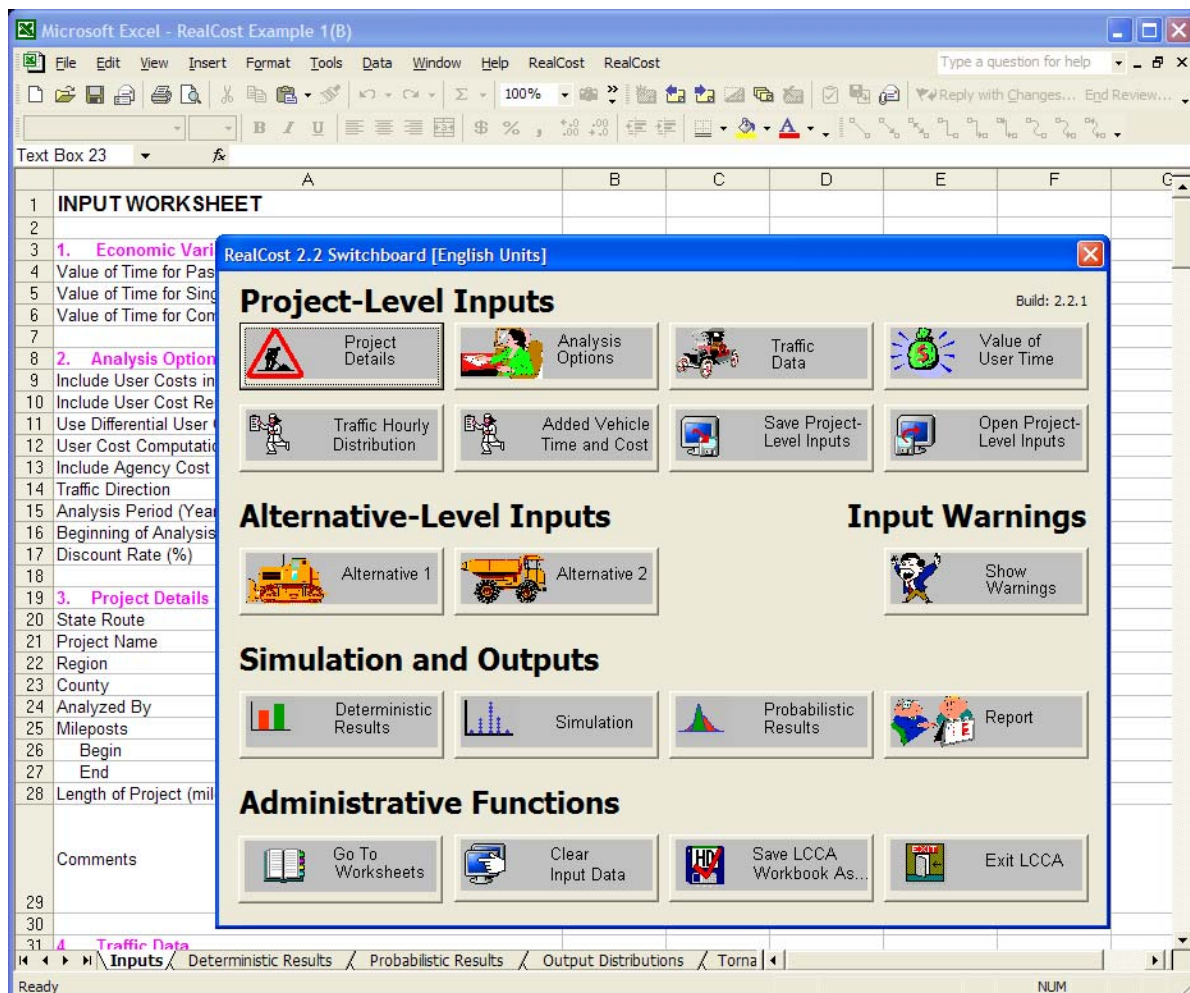 Microsoft Excel - RealCost Example 1(B)
File Edit View Insert Format Tools Data Window Help RealCost RealCost
Type a question for help
100%
Reply with Changes... End Review...
Text Box 23
fx
A B C D E F G
1 INPUT WORKSHEET
2
3 1. Economic Vari
4 Value of Time for Pas
5 Value of Time for Sing
6 Value of Time for Com
7
8 2. Analysis Option
9 Include User Costs in
10 Include User Cost Re
11 Use Differential User
12 User Cost Computatio
13 Include Agency Cost
14 Traffic Direction
15 Analysis Period (Year
16 Beginning of Analysis
17 Discount Rate (%)
18
19 3. Project Details
20 State Route
21 Project Name
22 Region
23 County
24 Analyzed By
25 Mileposts
26 Begin
27 End
28 Length of Project (mil
Comments
29
30
31 4. Traffic Data
RealCost 2.2 Switchboard [English Units]
Project-Level Inputs
Build: 2.2.1
Project Details
Analysis Options
Traffic Data
Value of User Time
Traffic Hourly Distribution
Added Vehicle Time and Cost
Save Project-Level Inputs
Open Project-Level Inputs
Alternative-Level Inputs
Input Warnings
Alternative 1
Alternative 2
Show Warnings
Simulation and Outputs
Deterministic Results
Simulation
Probabilistic Results
Report
Administrative Functions
Go To Worksheets
Clear Input Data
Save LCCA Workbook As...
Exit LCCA
Inputs Deterministic Results Probabilistic Results Output Distributions Torna
Ready
NUM